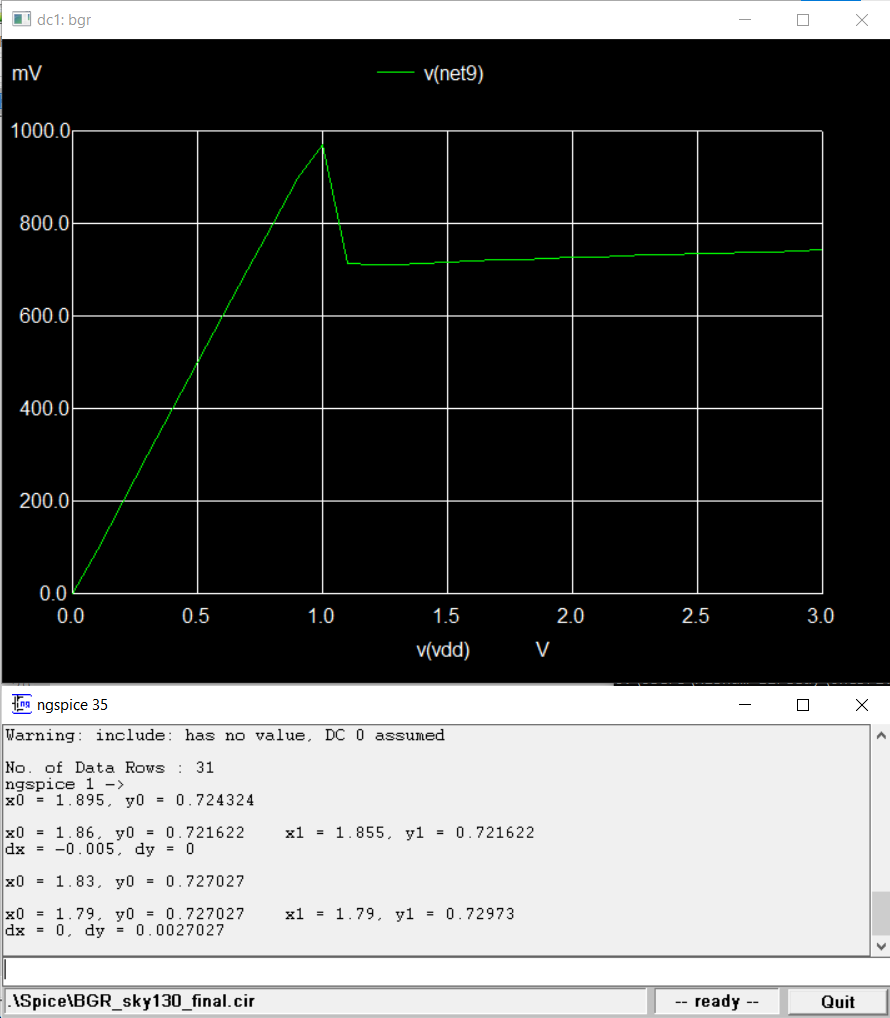 dc1: bgr
mV
v(net9)
1000.0
800.0
600.0
400.0
200.0
0.0
0.0 0.5 1.0 1.5 2.0 2.5 3.0
v(vdd) V
ngspice 35
Warning: include: has no value, DC 0 assumed
No. of Data Rows : 31
ngspice 1 ->
x0 = 1.895, y0 = 0.724324
x0 = 1.86, y0 = 0.721622    x1 = 1.855, y1 = 0.721622
dx = -0.005, dy = 0
x0 = 1.83, y0 = 0.727027
x0 = 1.79, y0 = 0.727027    x1 = 1.79, y1 = 0.72973
dx = 0, dy = 0.0027027
.\Spice\BGR_sky130_final.cir
-- ready --
Quit